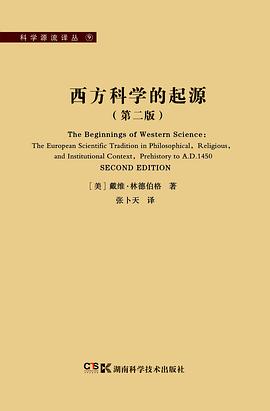 科学源流译丛 ⑨
西方科学的起源
(第二版)
The Beginnings of Western Science:
The European Scientific Tradition in Philosophical, Religious,
and Institutional Context, Prehistory to A.D.1450
SECOND EDITION
[美] 戴维·林德伯格 著
张卜天 译
湖南科学技术出版社